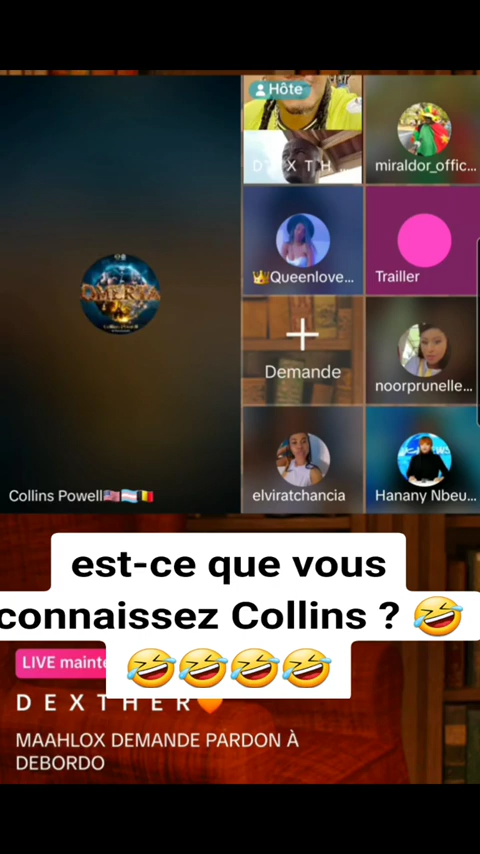 Hôte
D E X T H
miraldor_offic...
👑Queenlove...
Trailler
OMERTA
Demande
noorprunelle...
Collins Powell🇺🇸🇭🇳🇧🇪
elviratchancia
Hanany Nbeu...
est-ce que vous
connaissez Collins ? 🤣
🤣🤣🤣🤣
LIVE mainte
D E X T H E R🧡
MAAHLOX DEMANDE PARDON À
DEBORDO